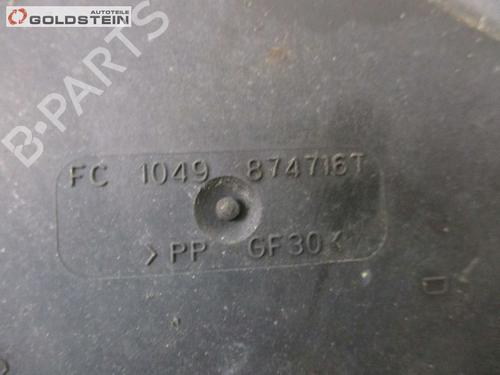 AUTOTEILE
GOLDSTEIN
B-PARTS
FC 1049 874716T
>PP GF30<